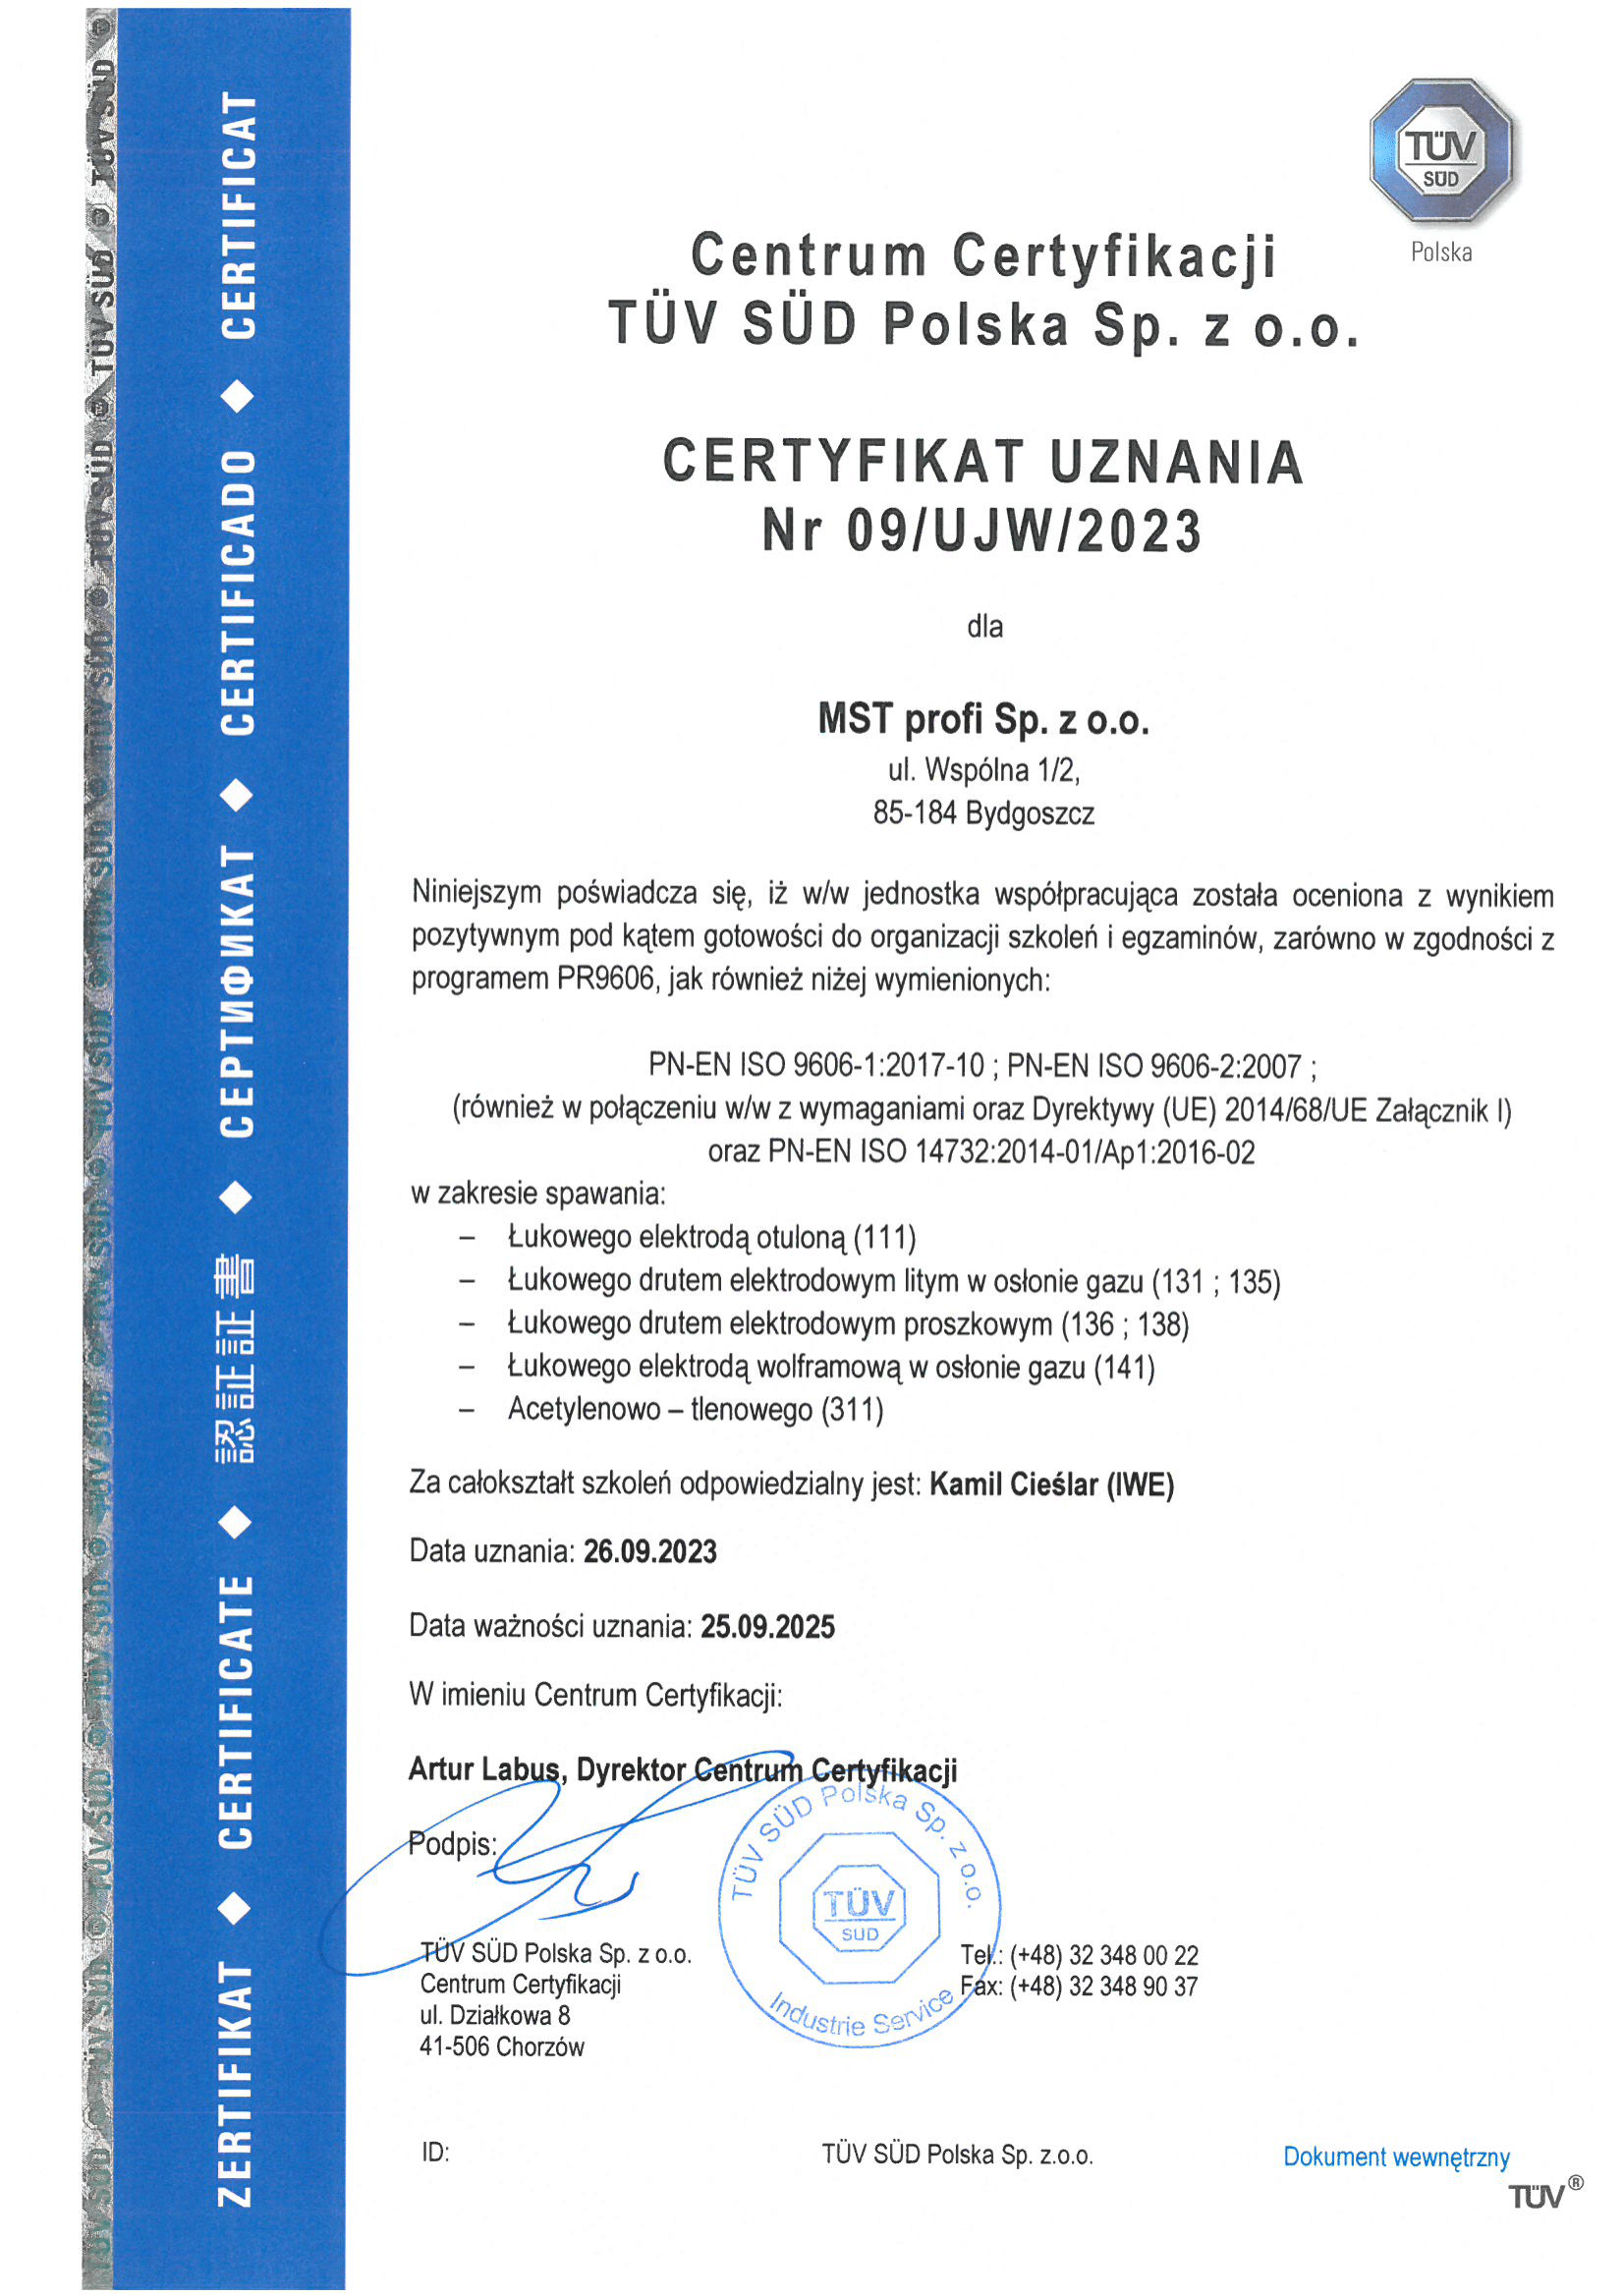 TÜV
SÜD
Polska
Centrum Certyfikacji
TÜV SÜD Polska Sp. z o.o.
CERTYFIKAT UZNANIA
Nr 09/UJW/2023
dla
MST profi Sp. z o.o.
ul. Wspólna 1/2,
85-184 Bydgoszcz
Niniejszym poświadcza się, iż w/w jednostka współpracująca została oceniona z wynikiem
pozytywnym pod kątem gotowości do organizacji szkoleń i egzaminów, zarówno w zgodności z
programem PR9606, jak również niżej wymienionych:
PN-EN ISO 9606-1:2017-10 ; PN-EN ISO 9606-2:2007 ;
(również w połączeniu w/w z wymaganiami oraz Dyrektywy (UE) 2014/68/UE Załącznik I)
oraz PN-EN ISO 14732:2014-01/Ap1:2016-02
w zakresie spawania:
– Łukowego elektrodą otuloną (111)
– Łukowego drutem elektrodowym litym w osłonie gazu (131 ; 135)
– Łukowego drutem elektrodowym proszkowym (136 ; 138)
– Łukowego elektrodą wolframową w osłonie gazu (141)
– Acetylenowo – tlenowego (311)
Za całokształt szkoleń odpowiedzialny jest: Kamil Cieślar (IWE)
Data uznania: 26.09.2023
Data ważności uznania: 25.09.2025
W imieniu Centrum Certyfikacji:
Artur Labus, Dyrektor Centrum Certyfikacji
Podpis:
TÜV SÜD Polska Sp. z o.o.
TÜV
SÜD
Industrie Service
TÜV SÜD Polska Sp. z o.o.
Centrum Certyfikacji
ul. Działkowa 8
41-506 Chorzów
Tel.: (+48) 32 348 00 22
Fax: (+48) 32 348 90 37
ID:
TÜV SÜD Polska Sp. z.o.o.
Dokument wewnętrzny
TÜV®
ZERTIFIKAT ◆ CERTIFICATE ◆ 認証証書 ◆ СЕРТИФИКАТ ◆ CERTIFICADO ◆ CERTIFICAT
TÜV SÜD TÜV SÜD TÜV SÜD